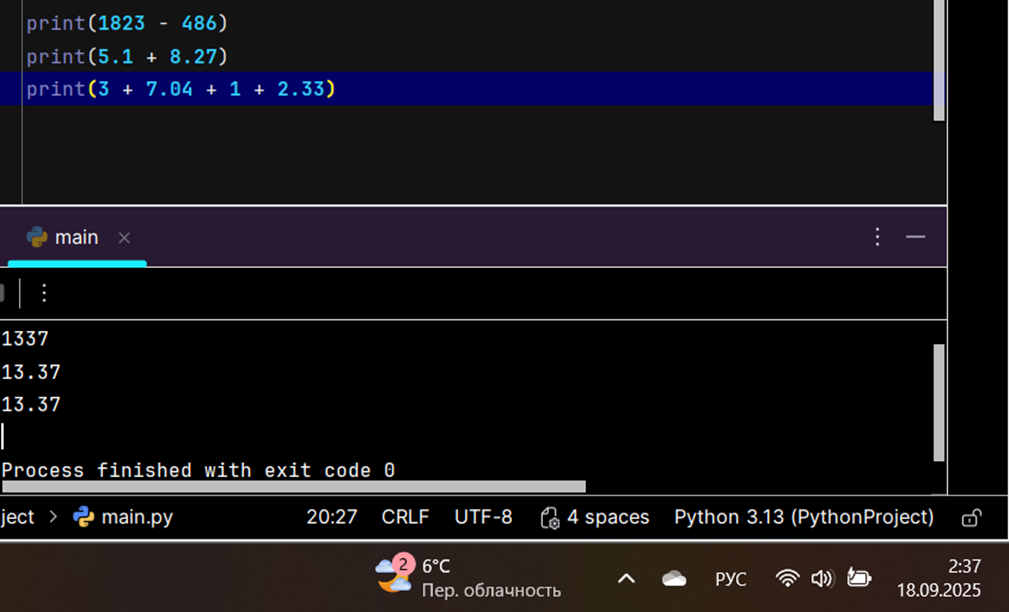 print(1823 - 486)
print(5.1 + 8.27)
print(3 + 7.04 + 1 + 2.33)
main
1337
13.37
13.37
Process finished with exit code 0
ject > main.py 20:27 CRLF UTF-8 4 spaces Python 3.13 (PythonProject)
2 6°C
Пер. облачность
РУС
2:37
18.09.2025